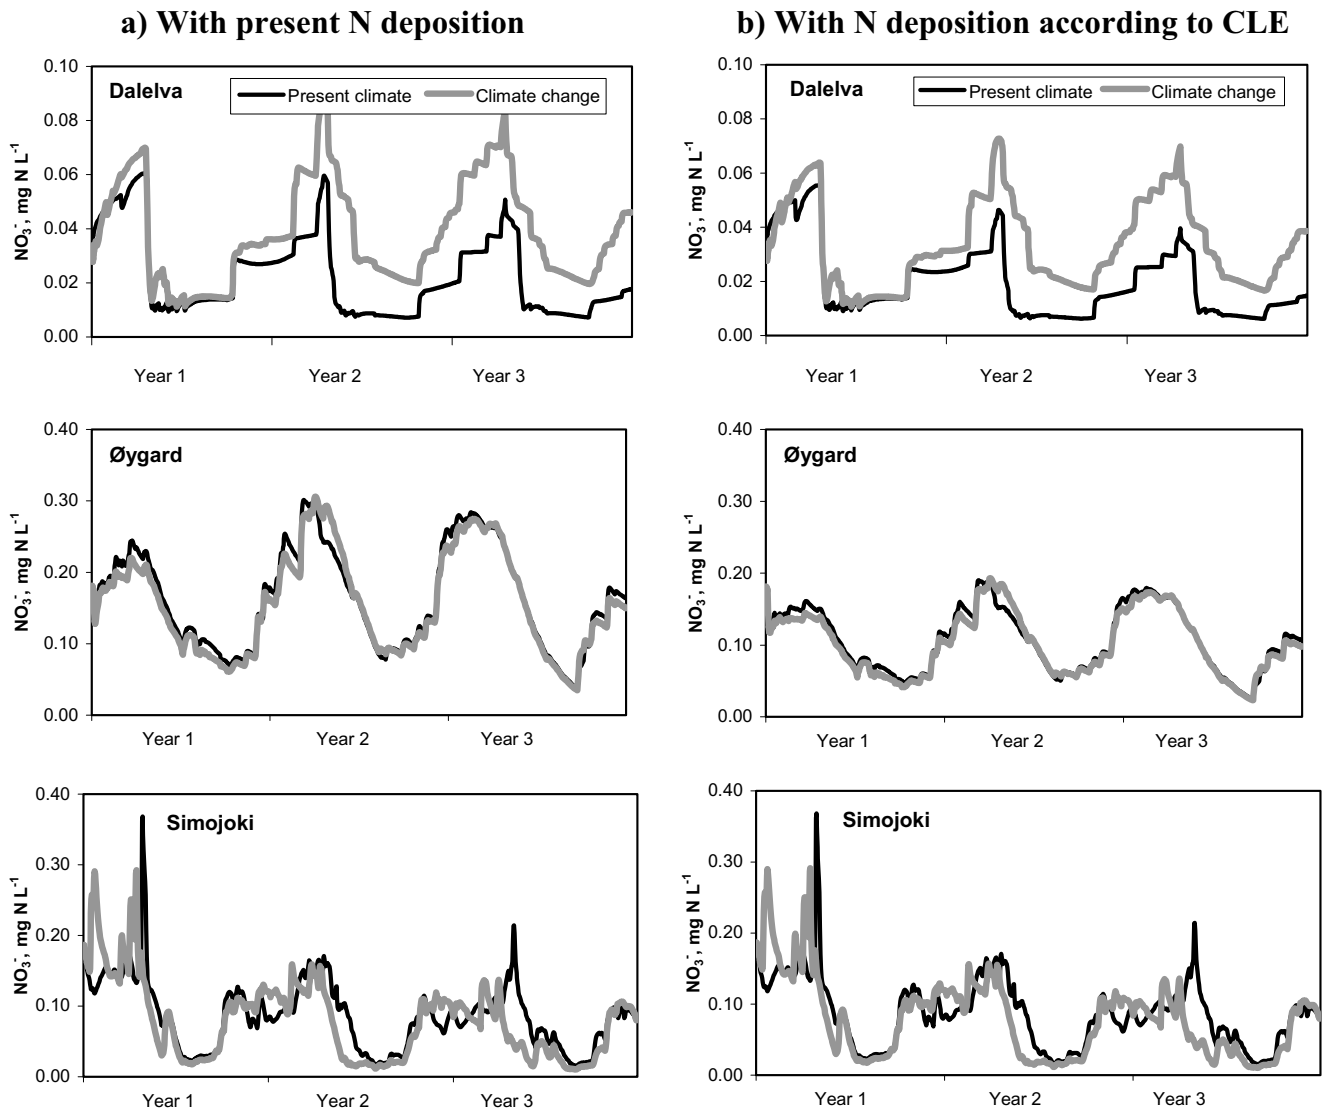 a) With present N deposition
b) With N deposition according to CLE
Dalelva
Present climate
Climate change
NO3-, mg N L-1
0.10
0.08
0.06
0.04
0.02
0.00
Year 1
Year 2
Year 3
Dalelva
Present climate
Climate change
NO3-, mg N L-1
0.10
0.08
0.06
0.04
0.02
0.00
Year 1
Year 2
Year 3
Øygard
NO3-, mg N L-1
0.40
0.30
0.20
0.10
0.00
Year 1
Year 2
Year 3
Øygard
NO3-, mg N L-1
0.40
0.30
0.20
0.10
0.00
Year 1
Year 2
Year 3
Simojoki
NO3-, mg N L-1
0.40
0.30
0.20
0.10
0.00
Year 1
Year 2
Year 3
Simojoki
NO3-, mg N L-1
0.40
0.30
0.20
0.10
0.00
Year 1
Year 2
Year 3